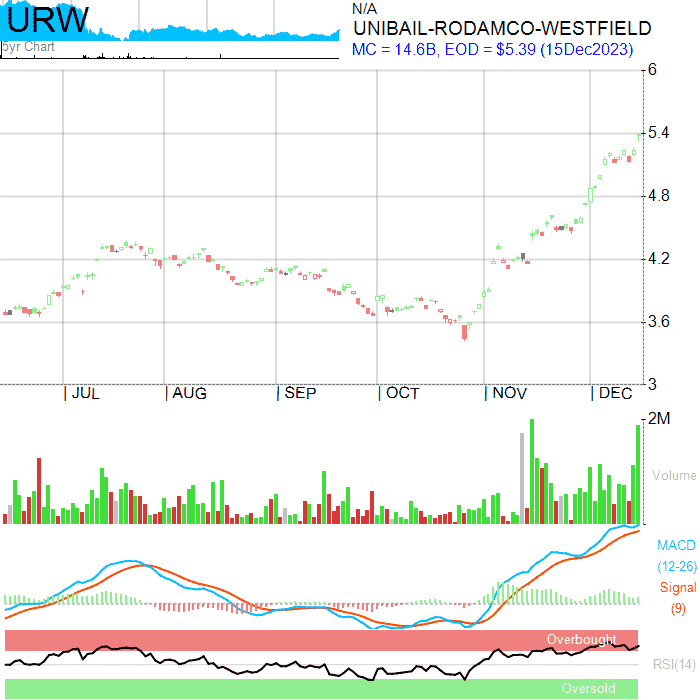 URW
5yr Chart
N/A
UNIBAIL-RODAMCO-WESTFIELD
MC = 14.6B, EOD = $5.39 (15Dec2023)
6
5.4
4.8
4.2
3.6
3
| JUL | AUG | SEP | OCT | NOV | DEC
2M
Volume
MACD
(12-26)
Signal
(9)
Overbought
RSI(14)
Oversold